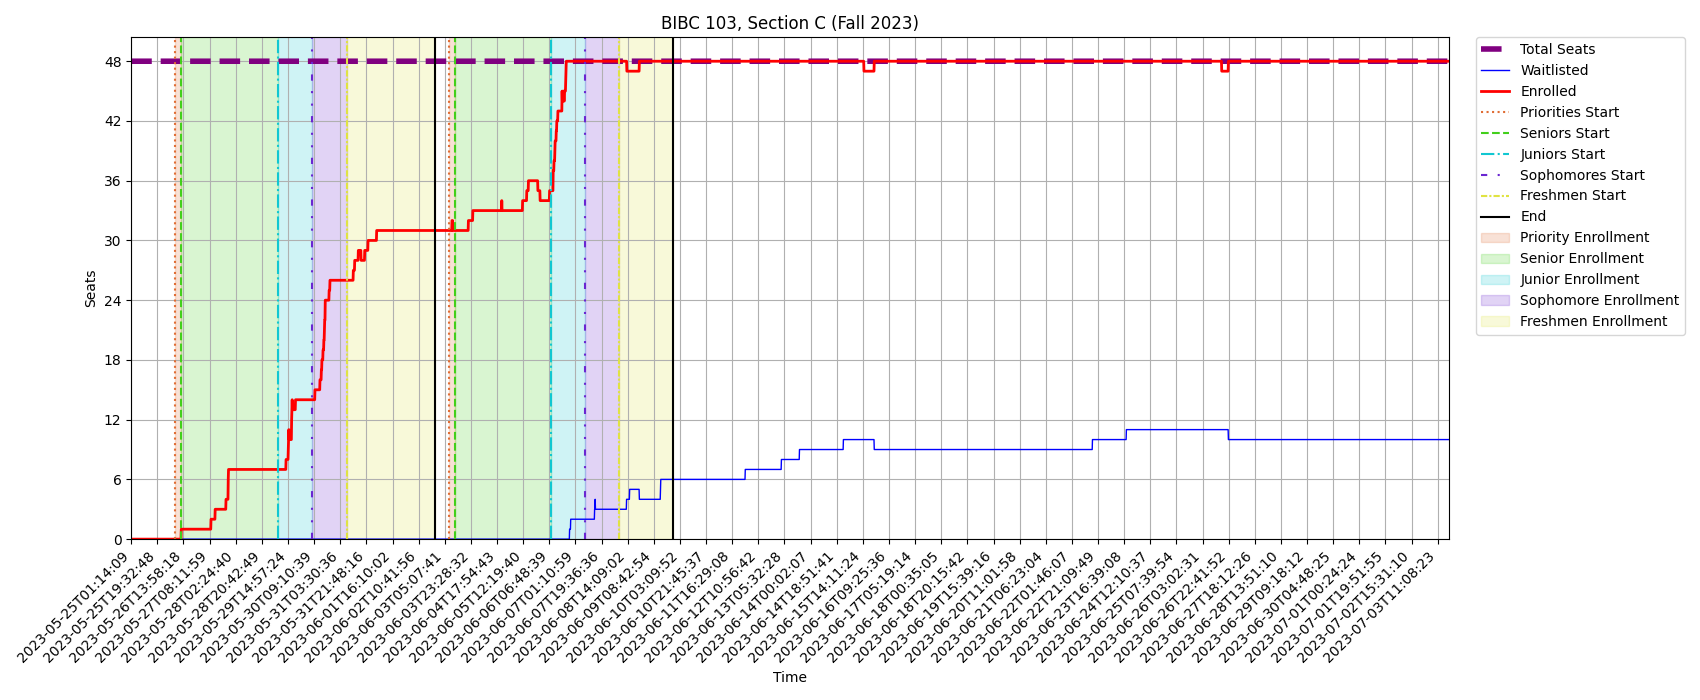 BIBC 103, Section C (Fall 2023)
Seats
48
42
36
30
24
18
12
6
0
2023-05-25T01:14:09
2023-05-25T19:32:48
2023-05-26T13:58:18
2023-05-27T08:11:59
2023-05-28T02:24:40
2023-05-28T20:42:49
2023-05-29T14:57:24
2023-05-30T09:10:39
2023-05-31T03:30:36
2023-05-31T21:48:16
2023-06-01T16:10:02
2023-06-02T10:41:56
2023-06-03T05:07:41
2023-06-03T23:28:32
2023-06-04T17:54:43
2023-06-05T12:19:40
2023-06-06T06:48:39
2023-06-07T01:10:59
2023-06-07T19:36:36
2023-06-08T14:09:02
2023-06-09T08:42:54
2023-06-10T03:09:52
2023-06-10T21:45:37
2023-06-11T16:29:08
2023-06-12T10:56:42
2023-06-13T05:32:28
2023-06-14T00:02:07
2023-06-14T18:51:41
2023-06-15T14:11:24
2023-06-16T09:25:36
2023-06-17T05:19:14
2023-06-18T00:35:05
2023-06-18T20:15:42
2023-06-19T15:39:16
2023-06-20T11:01:58
2023-06-21T06:23:04
2023-06-22T01:46:07
2023-06-22T21:09:49
2023-06-23T16:39:08
2023-06-24T12:10:37
2023-06-25T07:39:54
2023-06-26T03:02:31
2023-06-26T22:41:52
2023-06-27T18:12:26
2023-06-28T13:51:10
2023-06-29T09:18:12
2023-06-30T04:48:25
2023-07-01T00:24:24
2023-07-01T19:51:55
2023-07-02T15:31:10
2023-07-03T11:08:23
Time
Total Seats
Waitlisted
Enrolled
Priorities Start
Seniors Start
Juniors Start
Sophomores Start
Freshmen Start
End
Priority Enrollment
Senior Enrollment
Junior Enrollment
Sophomore Enrollment
Freshmen Enrollment